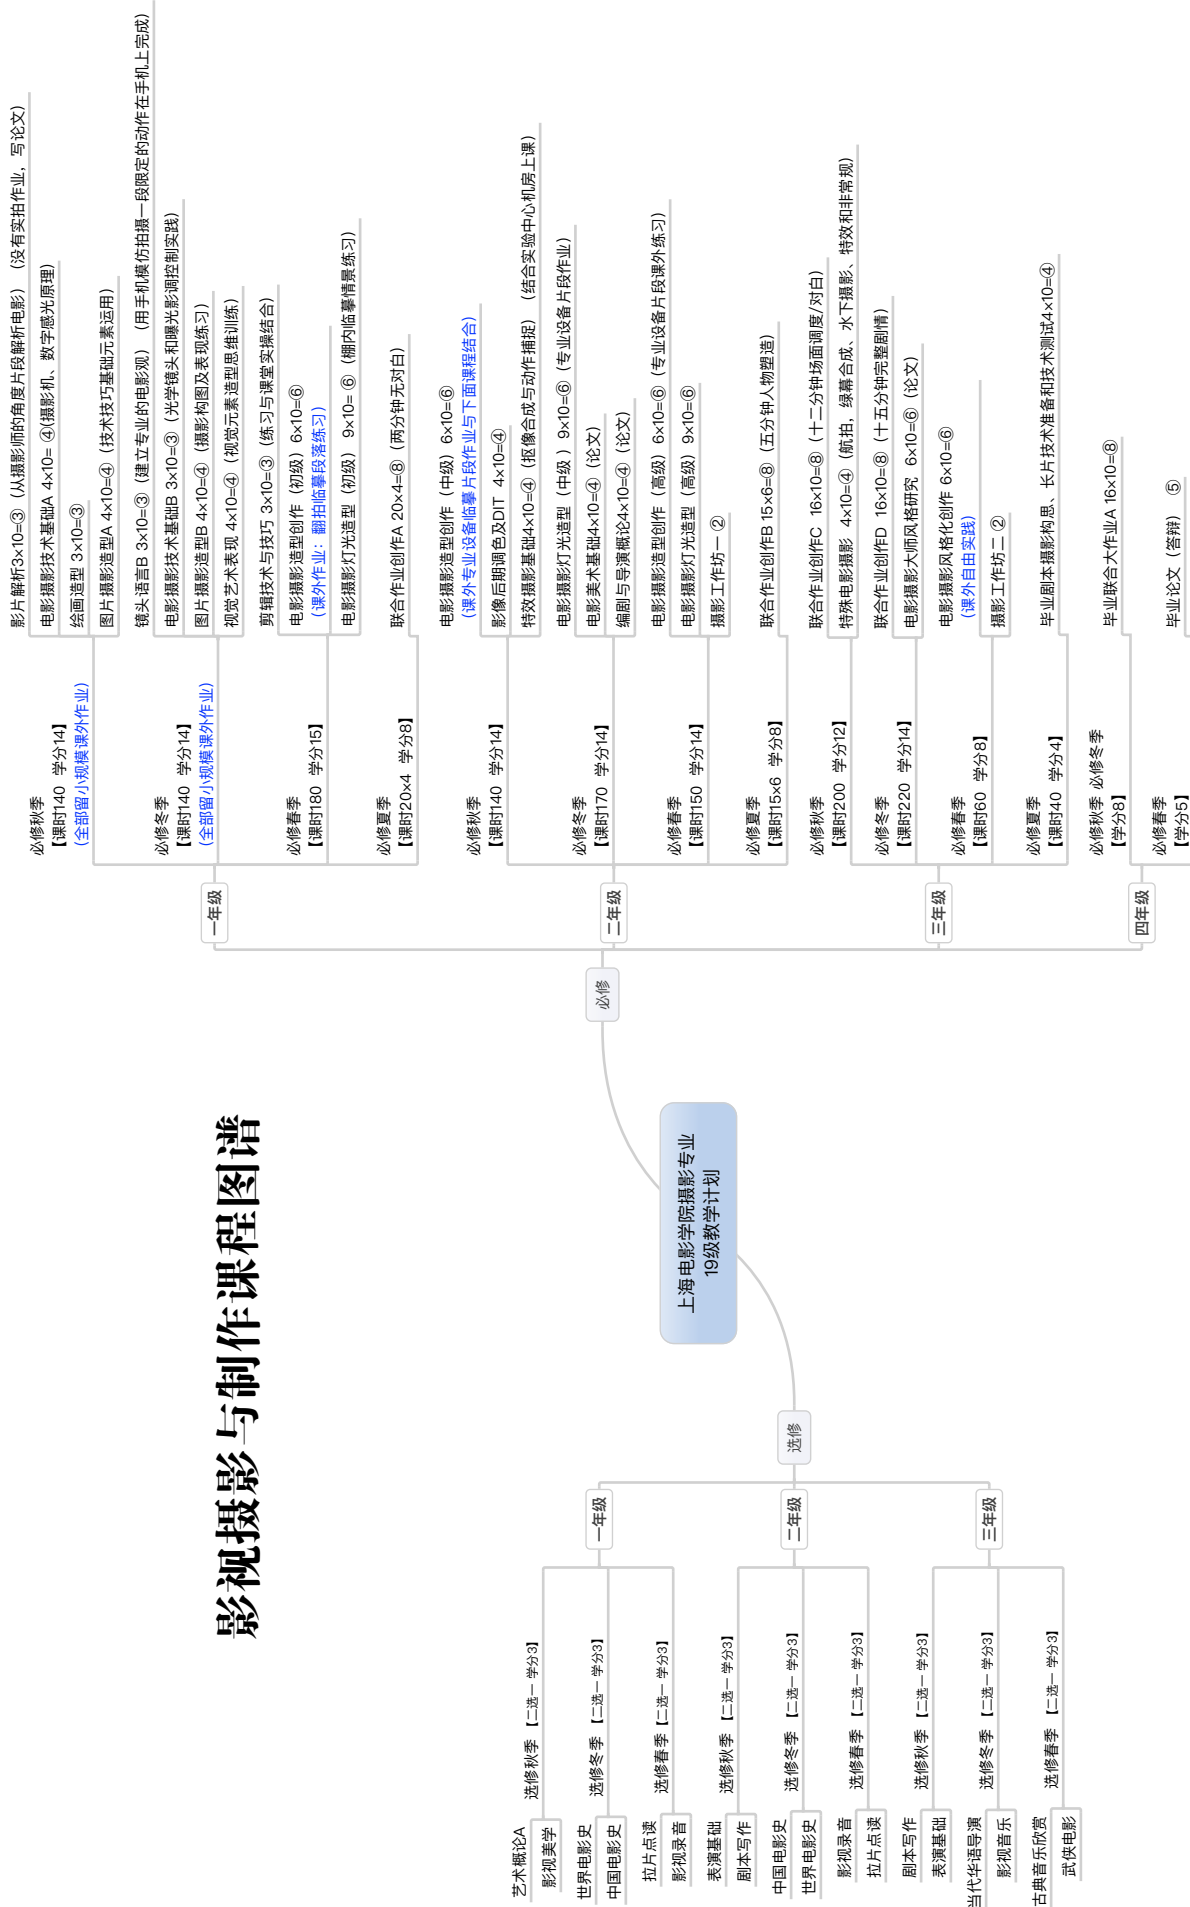 影视摄影与制作课程图谱
上海电影学院摄影专业
19级教学计划
必修
一年级
必修秋季
【课时140 学分14】
(全部留小规模课外作业)
影片解析3×10=③（从摄影师的角度片段解析电影）（没有实拍作业，写论文)
电影摄影技术基础A 4×10= ④(摄影机、数字感光原理)
绘画造型 3×10=③
图片摄影造型A 4×10=④（技术技巧基础元素运用）
必修冬季
【课时140 学分14】
(全部留小规模课外作业)
镜头语言B 3×10=③（建立专业的电影观）（用手机模仿拍摄一段限定的动作在手机上完成)
电影摄影技术基础B 3×10=③（光学镜头和曝光影调控制实践）
图片摄影造型B 4×10=④（摄影构图及表现练习）
视觉艺术表现 4×10=④（视觉元素造型思维训练）
必修春季
【课时180 学分15】
剪辑技术与技巧 3×10=③（练习与课堂实操结合）
电影摄影造型创作（初级）6×10=⑥
（课外作业：翻拍临摹段落练习）
电影摄影灯光造型（初级） 9×10= ⑥（棚内临摹情景练习）
必修夏季
【课时20×4 学分8】
联合作业创作A 20×4=⑧（两分钟无对白）
二年级
必修秋季
【课时140 学分14】
电影摄影造型创作（中级）6×10=⑥
（课外专业设备临摹片段作业与下面课程结合）
影像后期调色及DIT 4×10=④
特效摄影基础4×10=④（抠像合成与动作捕捉）（结合实验中心机房上课）
必修冬季
【课时170 学分14】
电影摄影灯光造型（中级 ）9×10=⑥（专业设备片段作业）
电影美术基础4×10=④（论文）
编剧与导演概论4×10=④（论文）
必修春季
【课时150 学分14】
电影摄影造型创作（高级）6×10=⑥（专业设备片段课外练习）
电影摄影灯光造型（高级）9×10=⑥
摄影工作坊一 ②
必修夏季
【课时15×6 学分8】
联合作业创作B 15×6=⑧（五分钟人物塑造）
三年级
必修秋季
【课时200 学分12】
联合作业创作C 16×10=⑧（十二分钟场面调度/对白）
特殊电影摄影 4×10=④（航拍，绿幕合成、水下摄影、特效和非常规）
必修冬季
【课时220 学分14】
联合作业创作D 16×10=⑧（十五分钟完整剧情）
电影摄影大师风格研究 6×10=⑥（论文）
必修春季
【课时60 学分8】
电影摄影风格化创作 6×10=⑥
（课外自由实践）
摄影工作坊二 ②
必修夏季
【课时40 学分4】
毕业剧本摄影构思、长片技术准备和技术测试4×10=④
四年级
必修秋季 必修冬季
【学分8】
毕业联合大作业A 16×10=⑧
必修春季
【学分5】
毕业论文（答辩） ⑤
选修
一年级
选修秋季 【二选一 学分3】
艺术概论A
影视美学
选修冬季 【二选一 学分3】
世界电影史
中国电影史
选修春季【二选一 学分3】
拉片点读
影视录音
二年级
选修秋季 【二选一 学分3】
表演基础
剧本写作
选修冬季 【二选一 学分3】
中国电影史
世界电影史
选修春季【二选一 学分3】
影视录音
拉片点读
三年级
选修秋季 【二选一 学分3】
剧本写作
表演基础
选修冬季 【二选一 学分3】
当代华语导演
影视音乐
选修春季 【二选一 学分3】
古典音乐欣赏
武侠电影